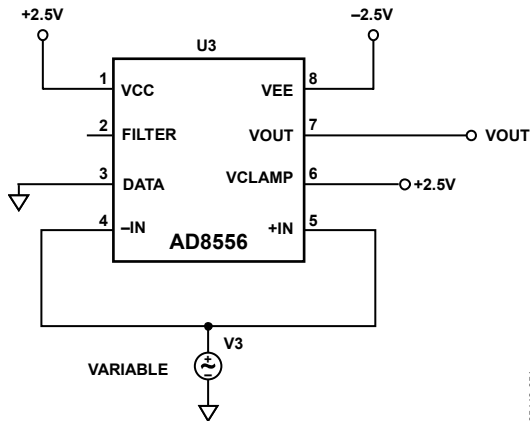 +2.5V
–2.5V
U3
1
VCC
VEE
8
2
FILTER
VOUT
7
VOUT
3
DATA
VCLAMP
6
+2.5V
4
–IN
+IN
5
AD8556
V3
VARIABLE
+
–